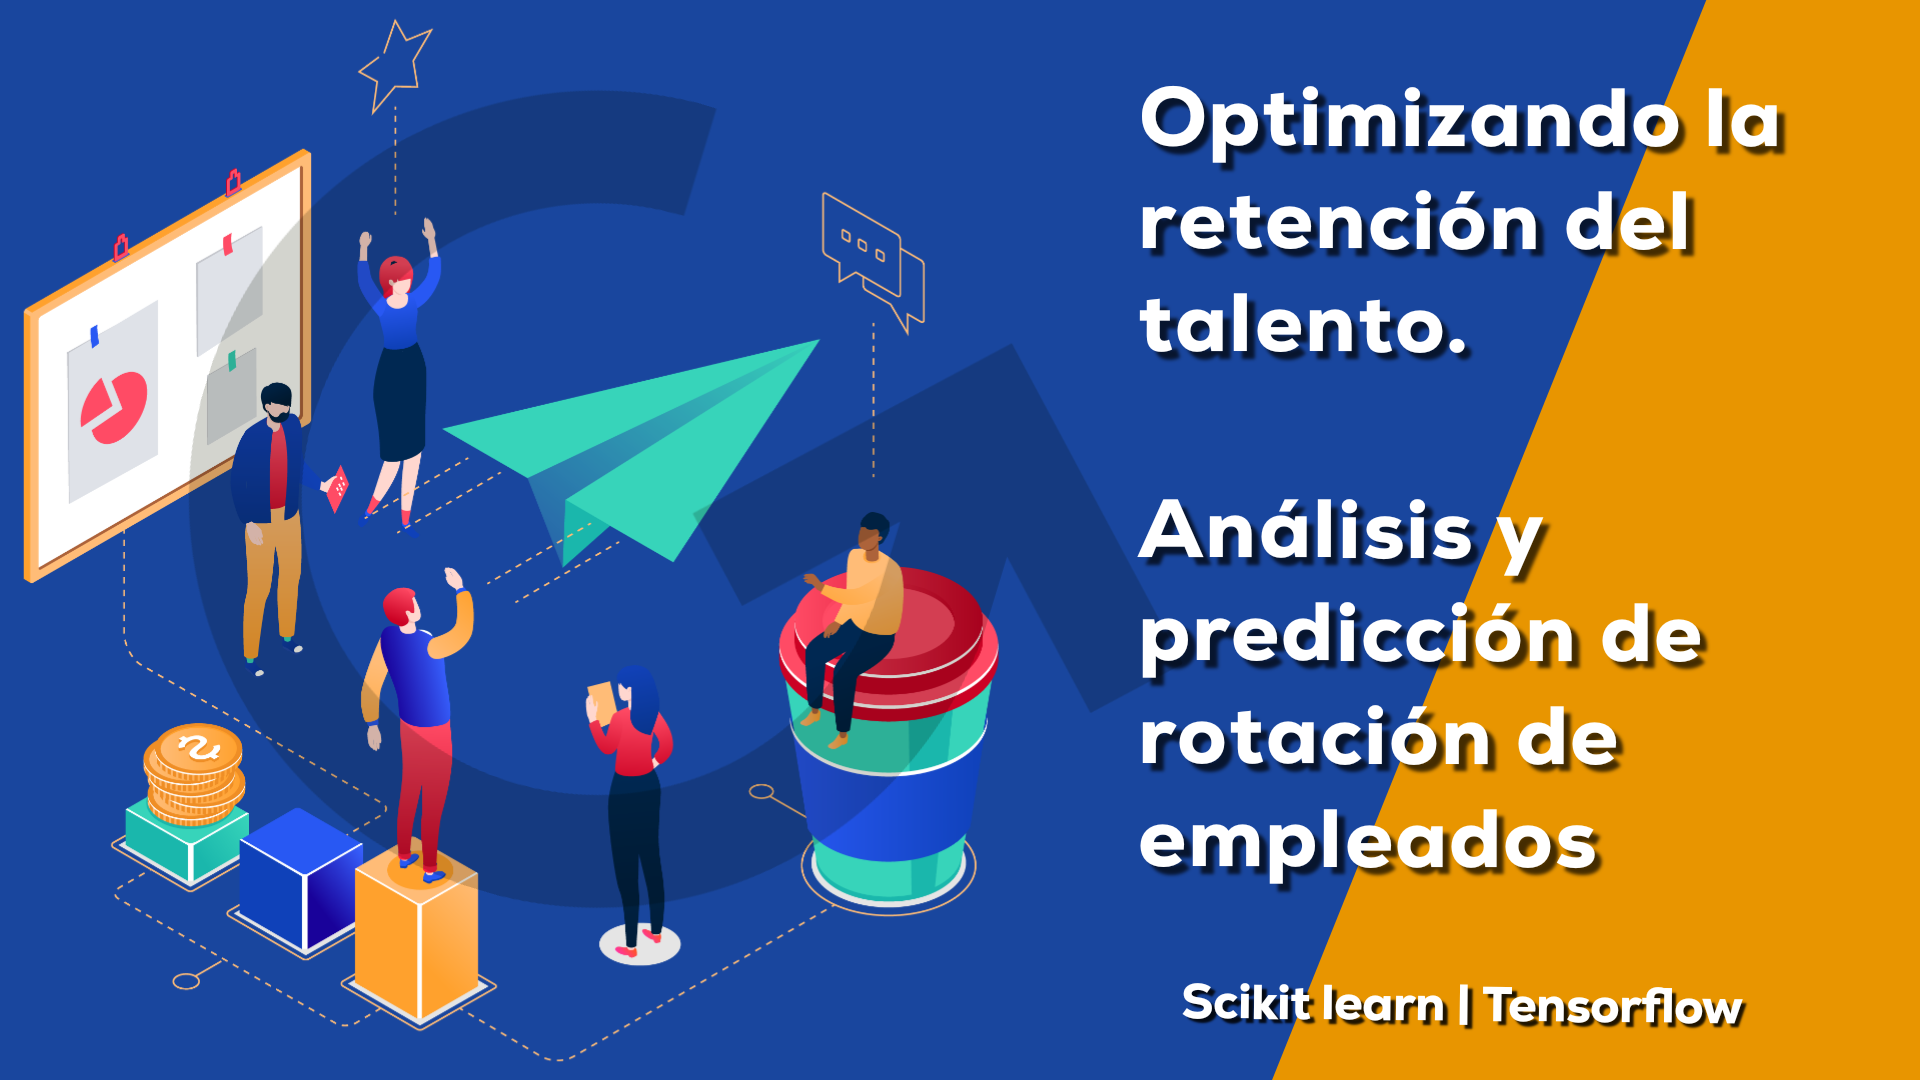 Optimizando la
retención del
talento.
Análisis y
predicción de
rotación de
empleados
Scikit learn | Tensorflow